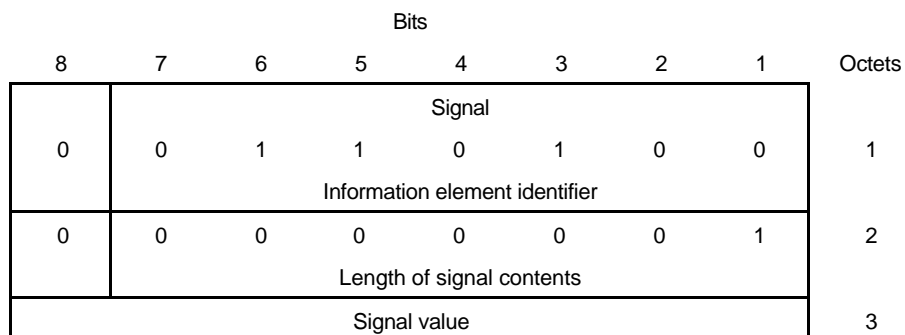 Bits
8 7 6 5 4 3 2 1 Octets
Signal
0 0 1 1 0 1 0 0 1
Information element identifier
0 0 0 0 0 0 0 1 2
Length of signal contents
Signal value 3